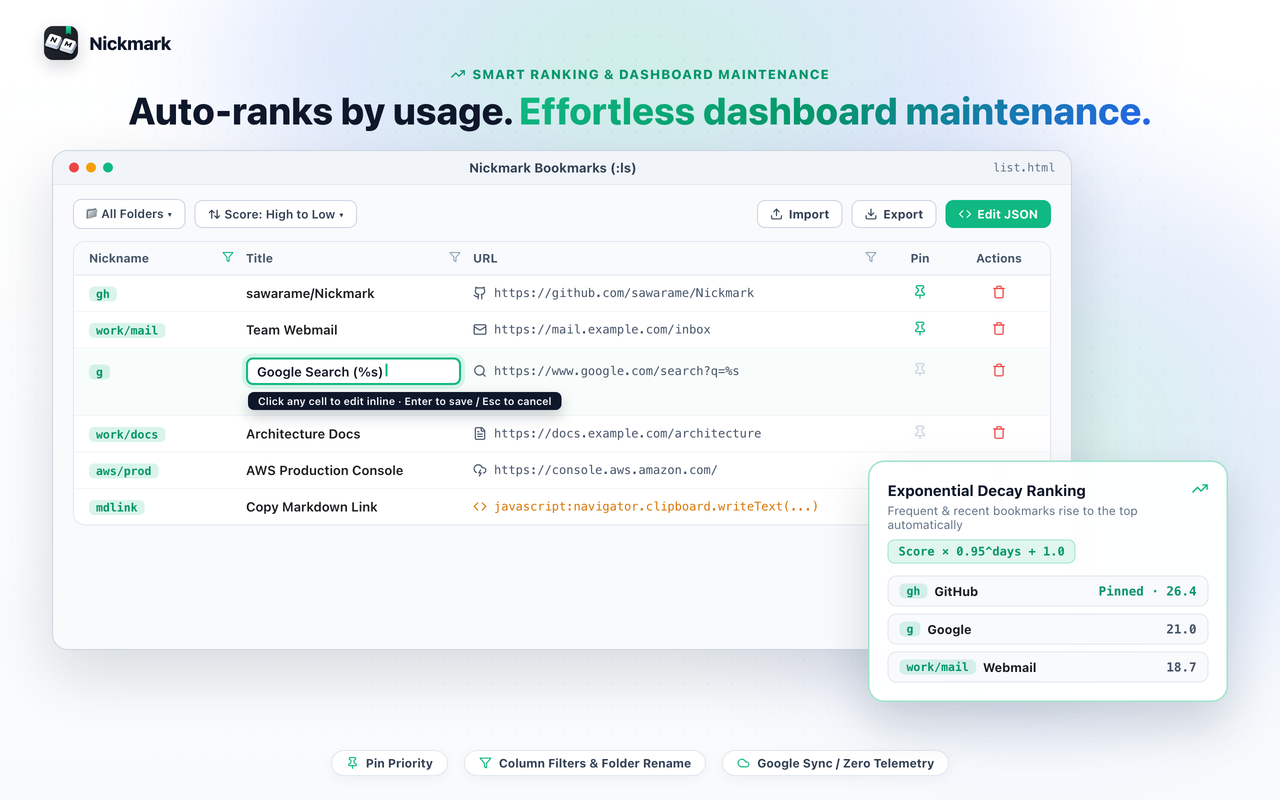 Nickmark
SMART RANKING & DASHBOARD MAINTENANCE
Auto-ranks by usage. Effortless dashboard maintenance.
Nickmark Bookmarks (:ls)
list.html
All Folders ▾
Score: High to Low ▾
Import
Export
Edit JSON
Nickname Title URL Pin Actions
gh sawarame/Nickmark https://github.com/sawarame/Nickmark
work/mail Team Webmail https://mail.example.com/inbox
g Google Search (%s) https://www.google.com/search?q=%s
Click any cell to edit inline · Enter to save / Esc to cancel
work/docs Architecture Docs https://docs.example.com/architecture
aws/prod AWS Production Console https://console.aws.amazon.com/
mdlink Copy Markdown Link javascript:navigator.clipboard.writeText(...)
Exponential Decay Ranking
Frequent & recent bookmarks rise to the top
automatically
Score × 0.95^days + 1.0
gh GitHub Pinned · 26.4
g Google 21.0
work/mail Webmail 18.7
Pin Priority
Column Filters & Folder Rename
Google Sync / Zero Telemetry